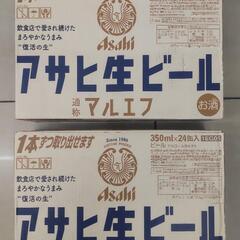 飲食店で愛され続けた
まろやかなうまみ
“復活の生”
Asahi
アサヒ生ビール
通称 マルエフ
お酒
1本ずつ取り出せます
Since 1986
350ml×24缶入
ビール
飲食店で愛され続けた
まろやかなうまみ
“復活の生”
Asahi
アサヒ生ビール